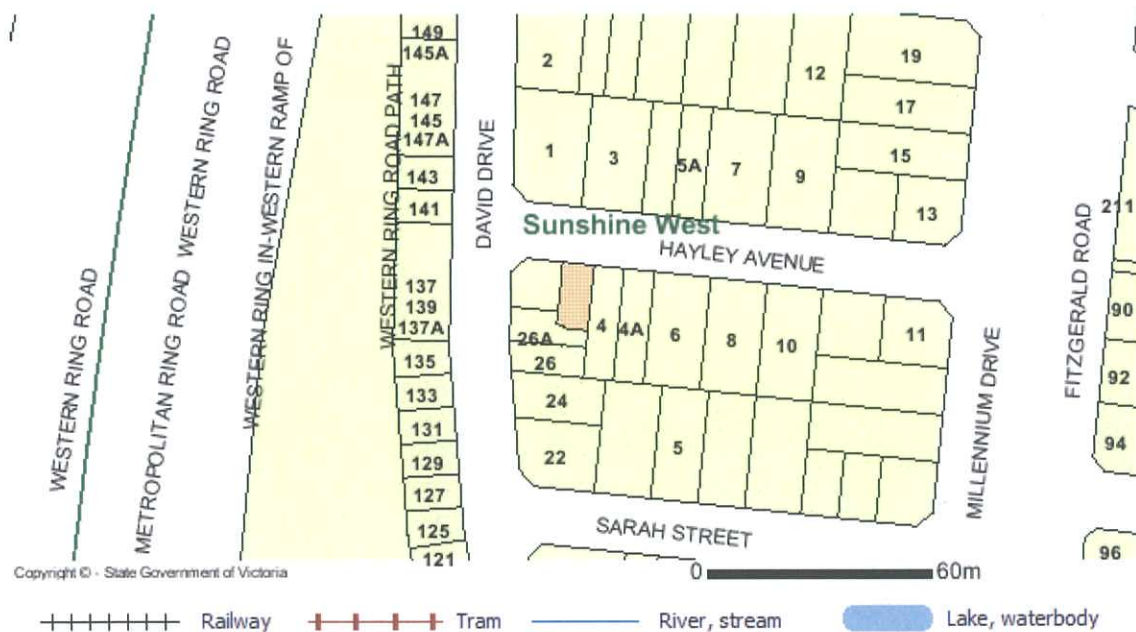 149
145A
147
145
147A
143
141
137
139
137A
135
133
131
129
127
125
121
WESTERN RING ROAD
METROPOLITAN RING ROAD WESTERN RING ROAD
WESTERN RING IN-WESTERN RAMP OF
WESTERN RING ROAD PATH
DAVID DRIVE
2
12
19
17
1
3
5A
7
9
15
13
Sunshine West
HAYLEY AVENUE
26A
26
4
4A
6
8
10
11
24
22
5
SARAH STREET
MILLENNIUM DRIVE
FITZGERALD ROAD
211
90
92
94
96
Copyright © - State Government of Victoria
0 60m
Railway Tram River, stream Lake, waterbody